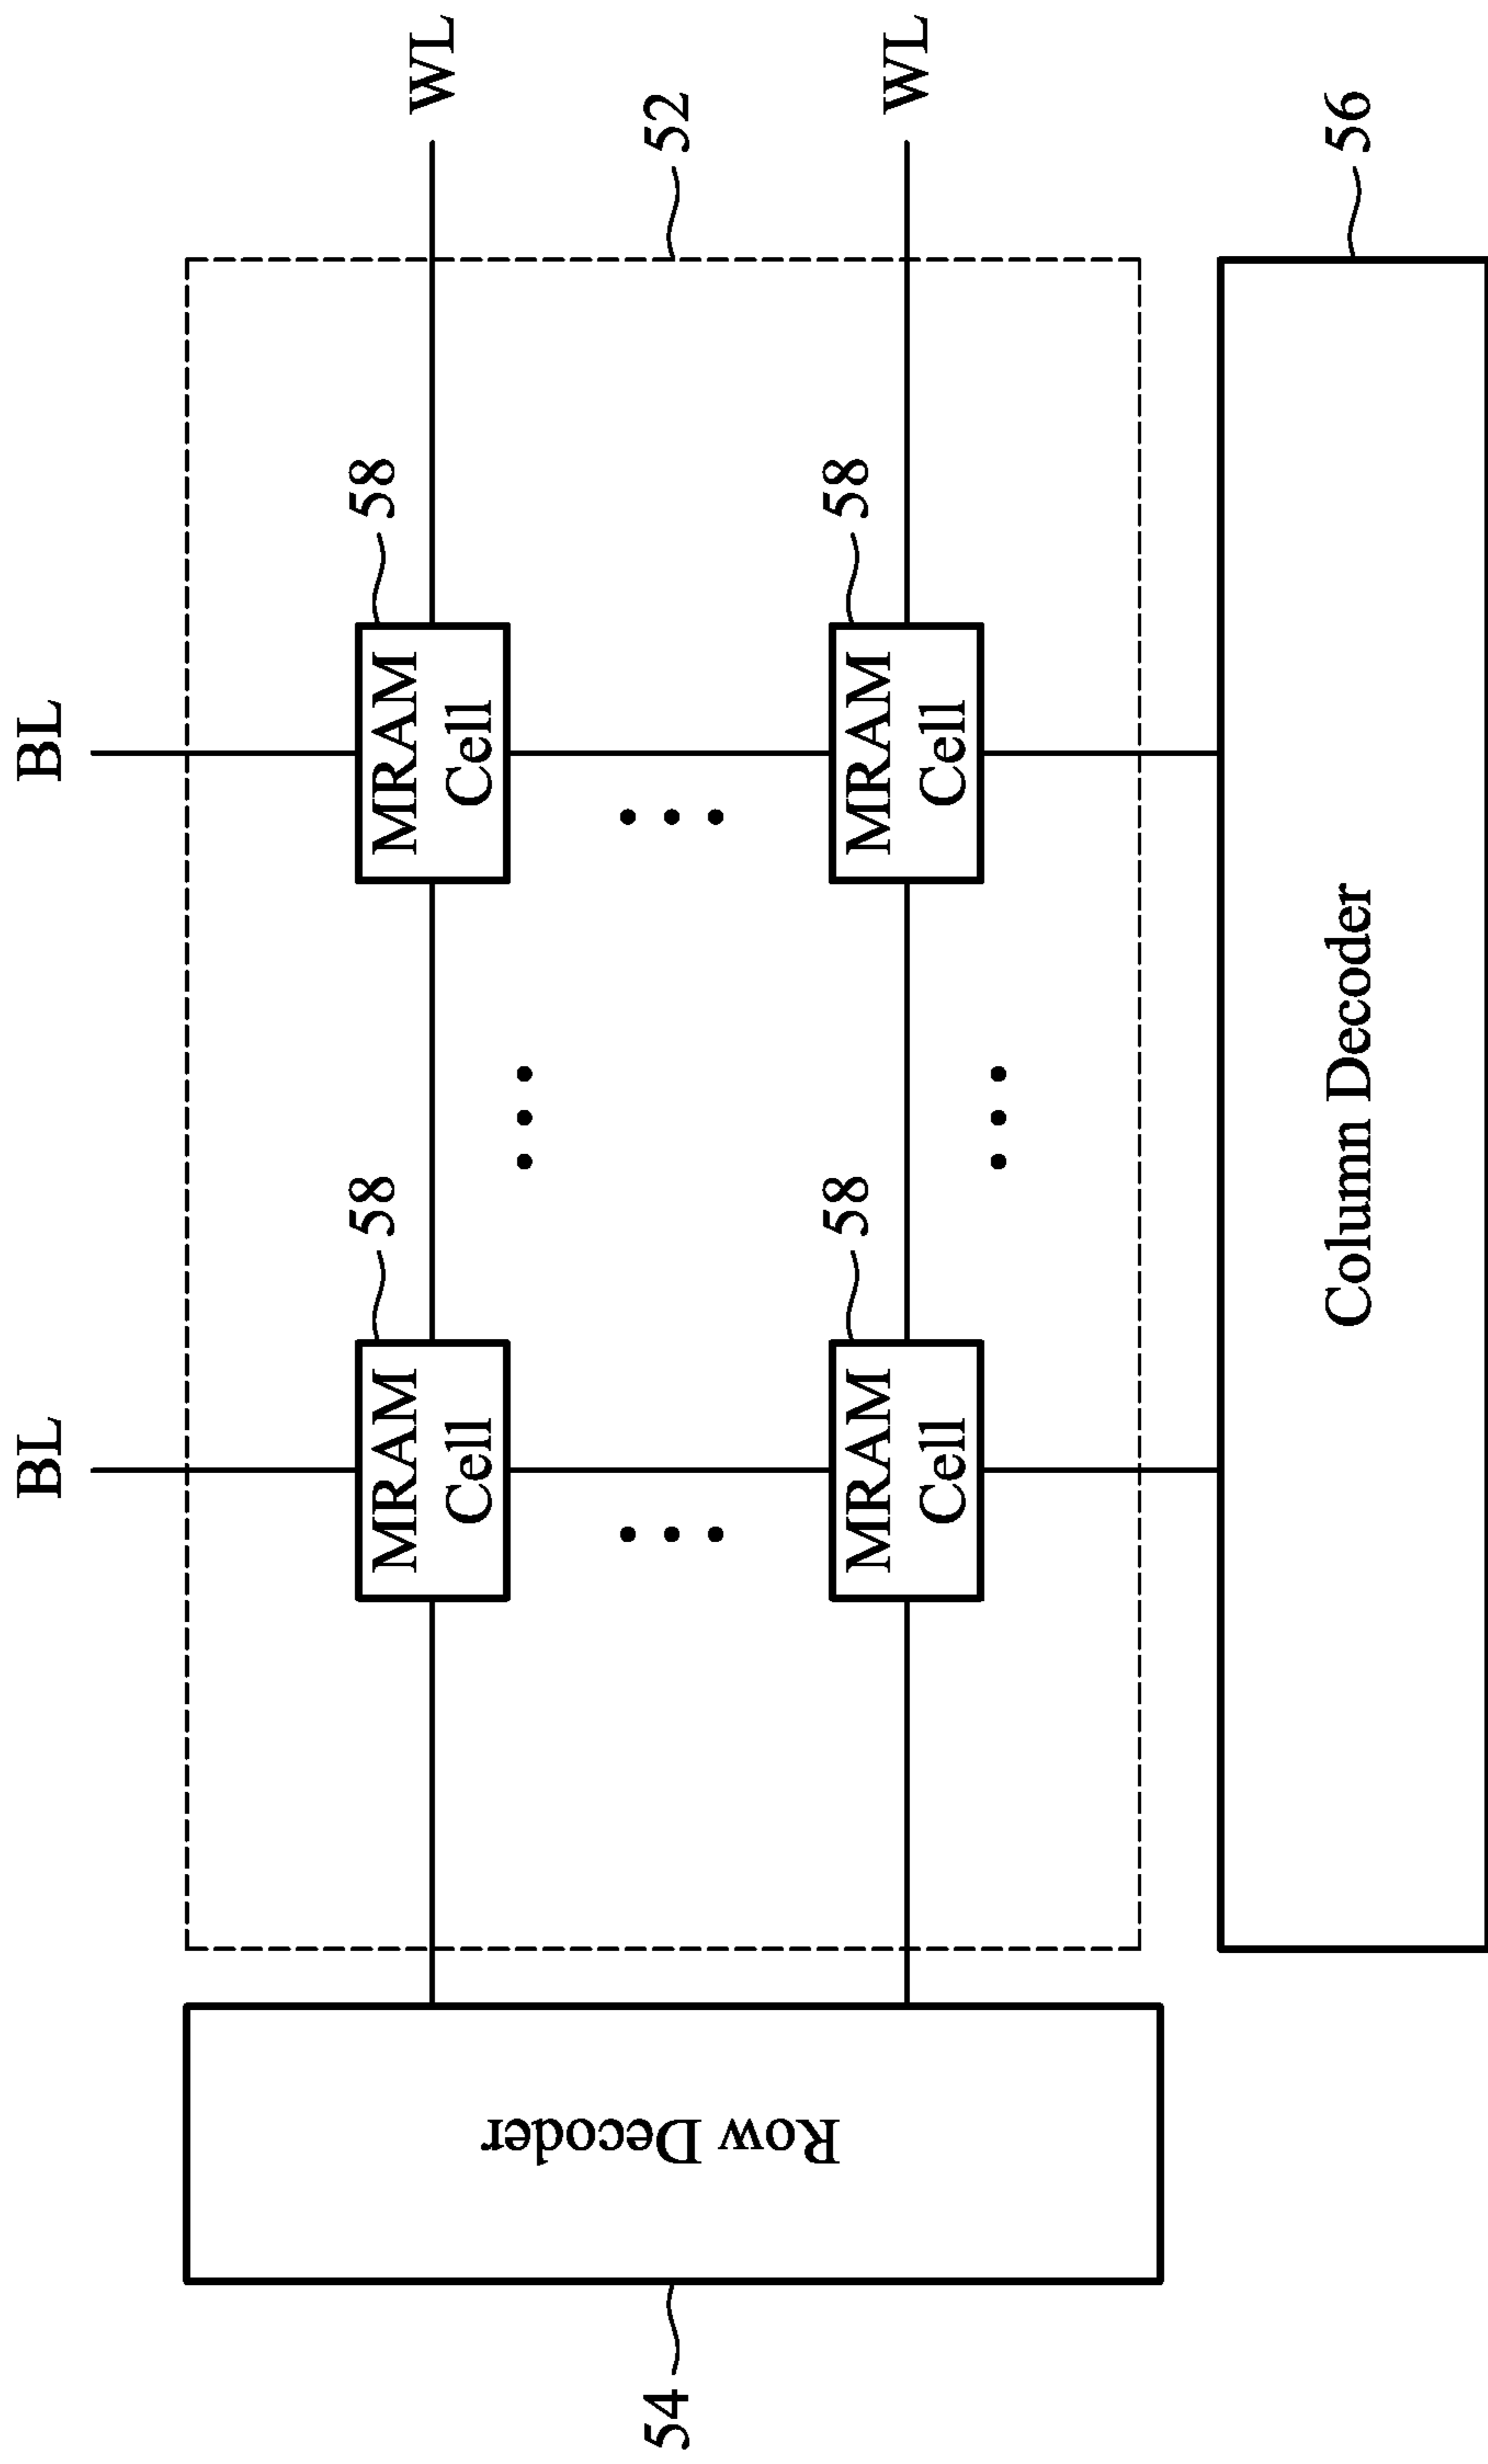 BL
BL
58
58
WL
MRAM
Cell
MRAM
Cell
• • •
• • •
• • •
52
54
Row Decoder
58
58
WL
MRAM
Cell
MRAM
Cell
• • •
Column Decoder
56